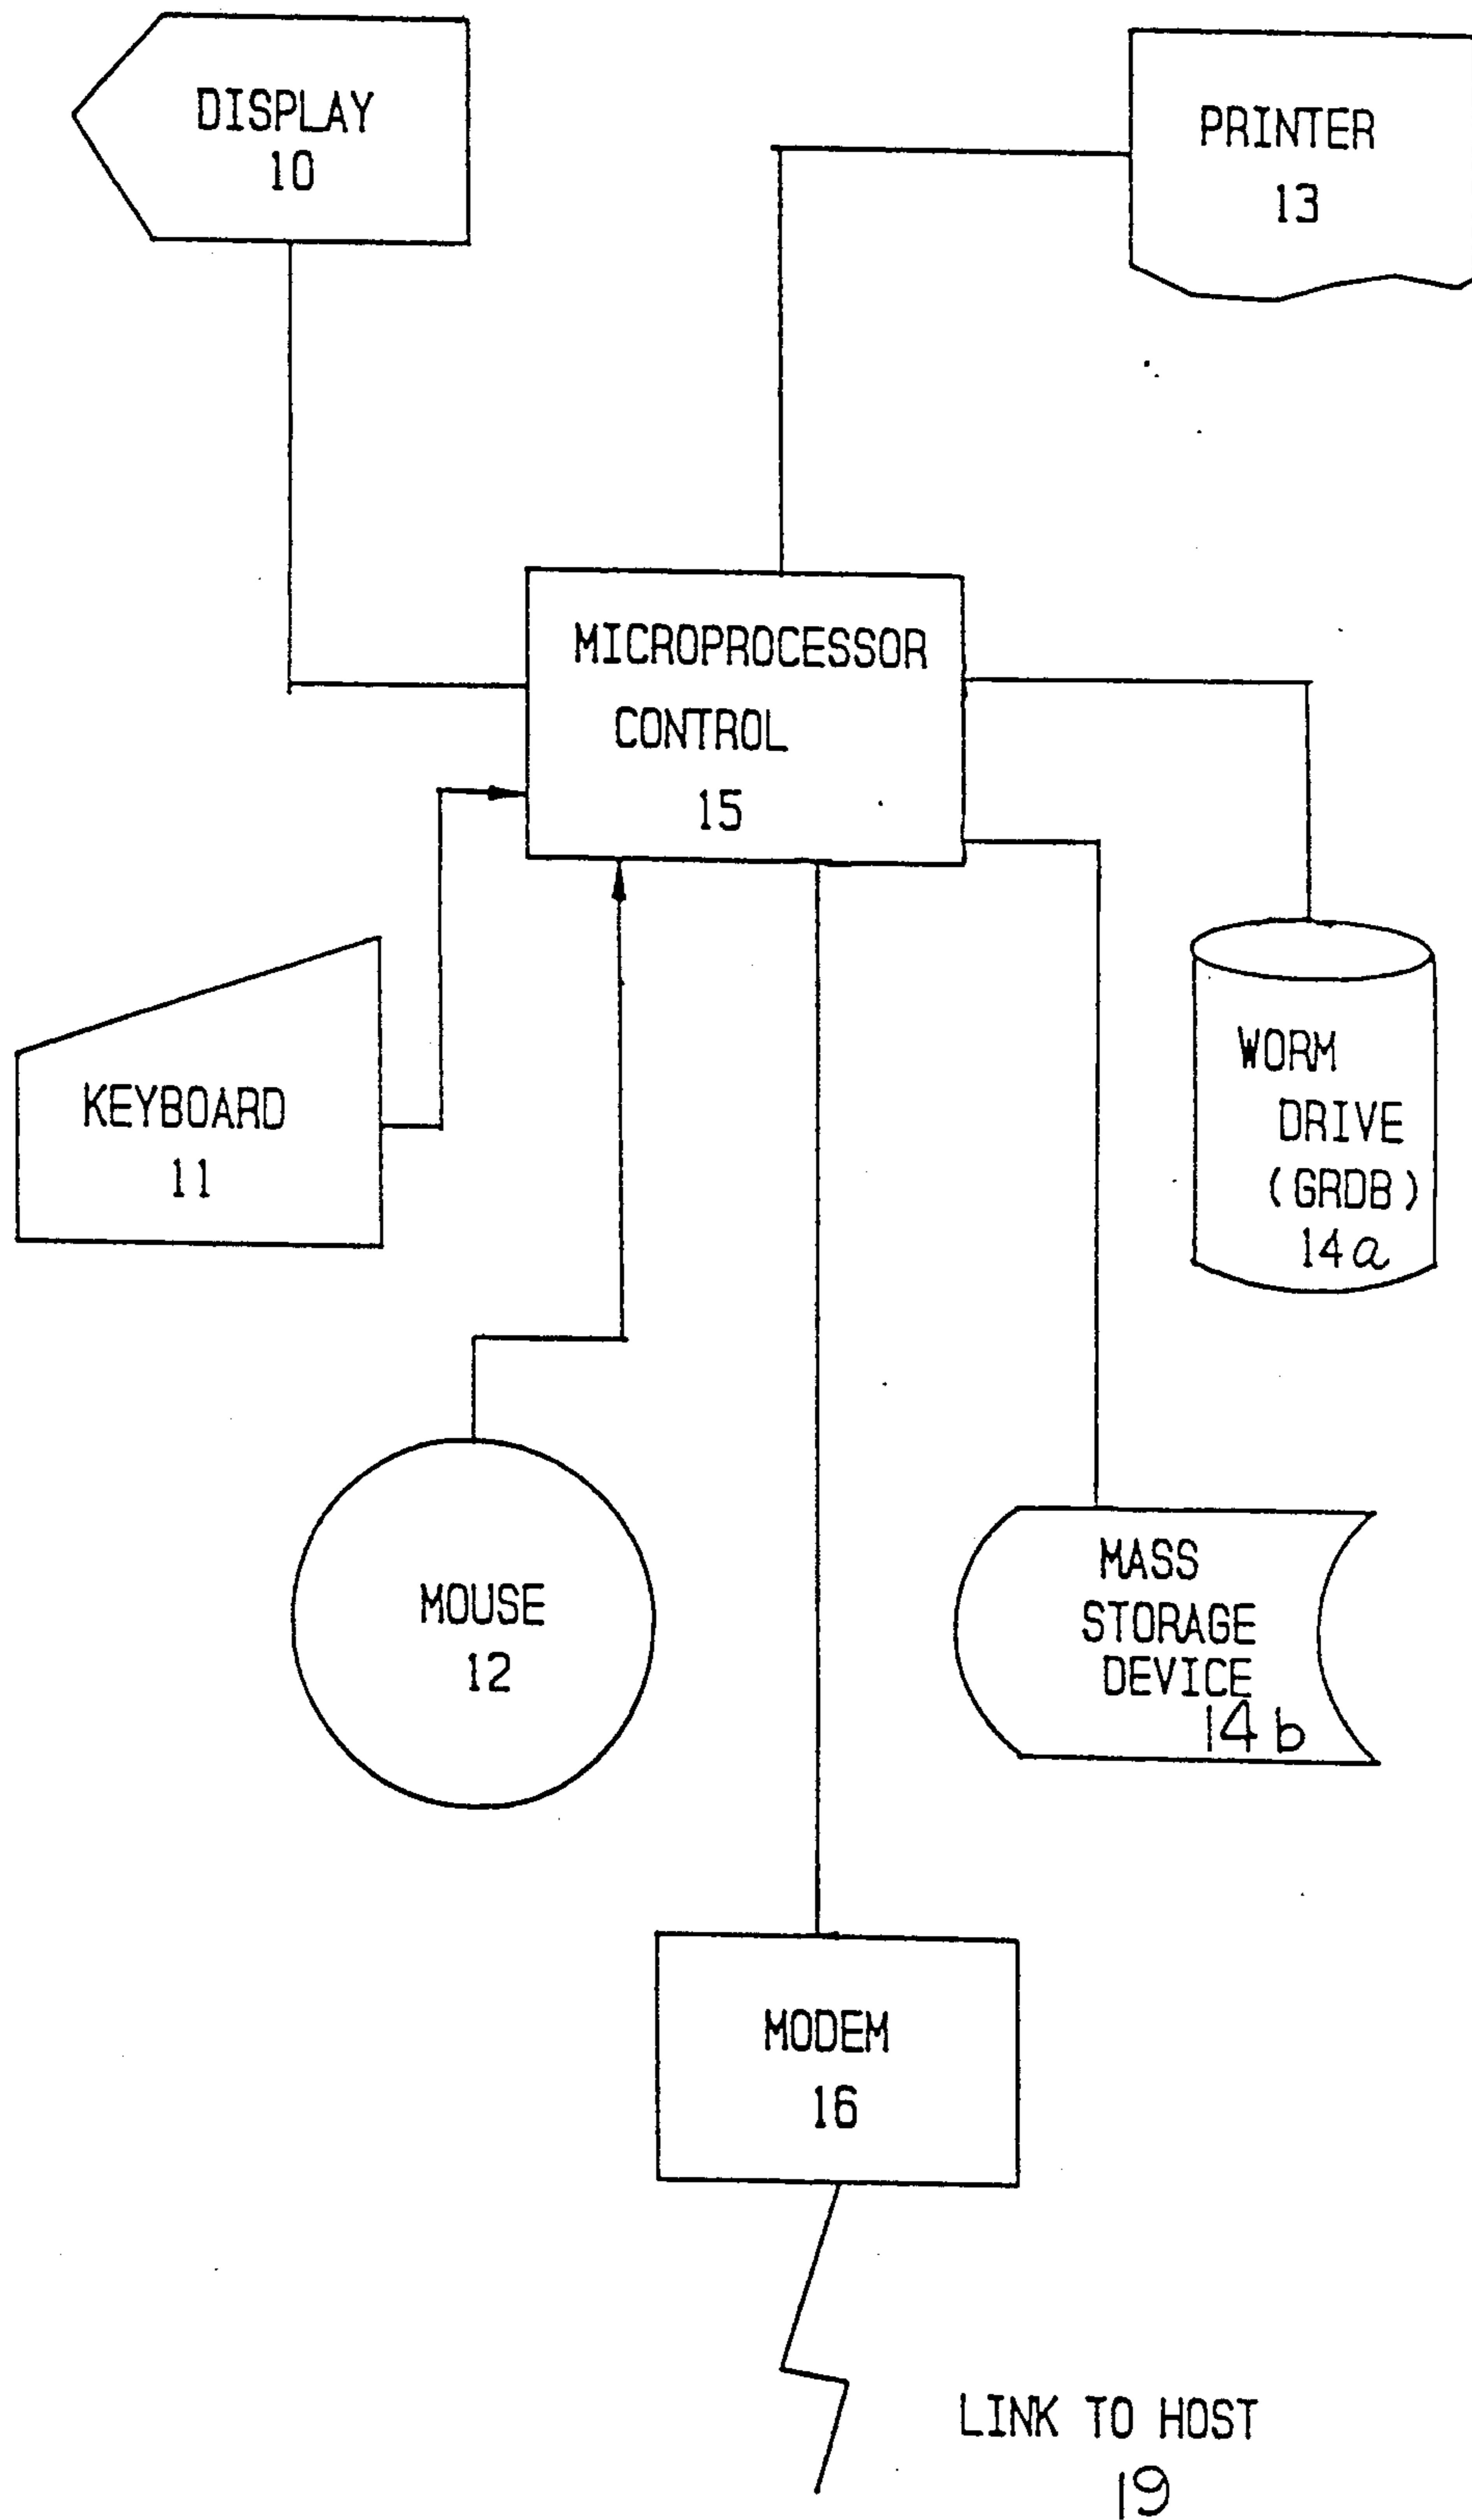 DISPLAY
10
PRINTER
13
MICROPROCESSOR
CONTROL
15
KEYBOARD
11
WORM
DRIVE
(GRDB)
14a
MOUSE
12
MASS
STORAGE
DEVICE
14b
MODEM
16
LINK TO HOST
19